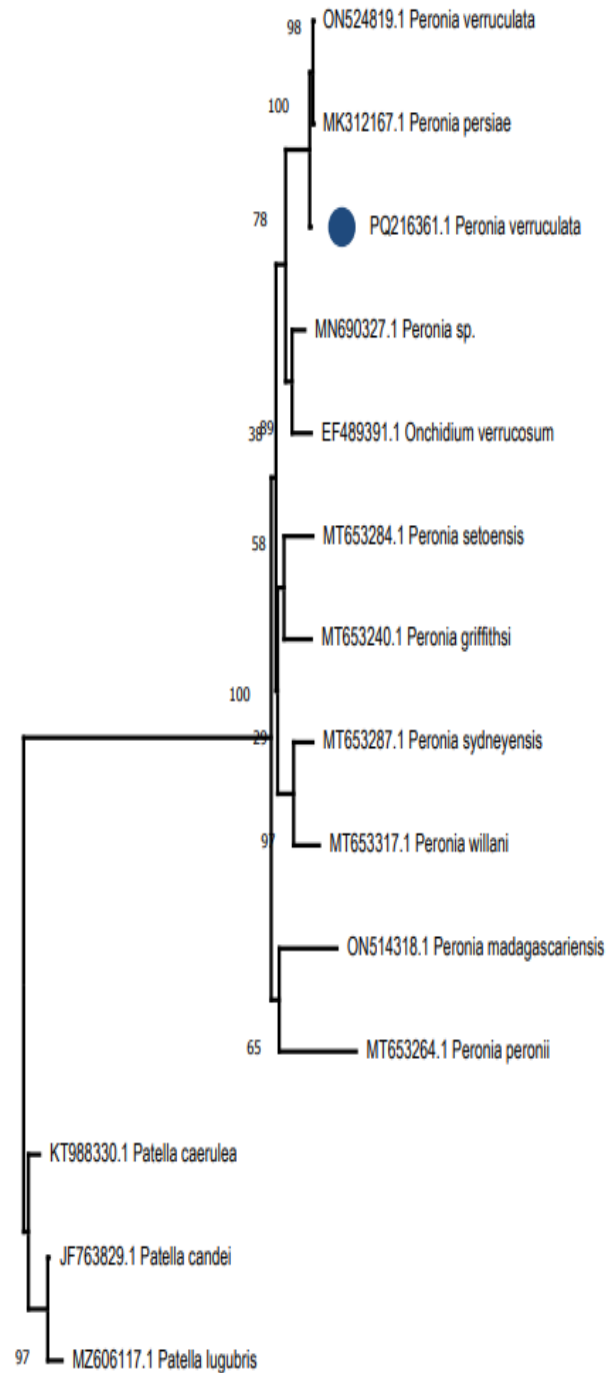 98
ON524819.1 Peronia verruculata
100
MK312167.1 Peronia persiae
78
PQ216361.1 Peronia verruculata
MN690327.1 Peronia sp.
38
89
EF489391.1 Onchidium verrucosum
58
MT653284.1 Peronia setoensis
MT653240.1 Peronia griffithsi
100
29
MT653287.1 Peronia sydneyensis
97
MT653317.1 Peronia willani
ON514318.1 Peronia madagascariensis
65
MT653264.1 Peronia peronii
KT988330.1 Patella caerulea
JF763829.1 Patella candei
97
MZ606117.1 Patella lugubris